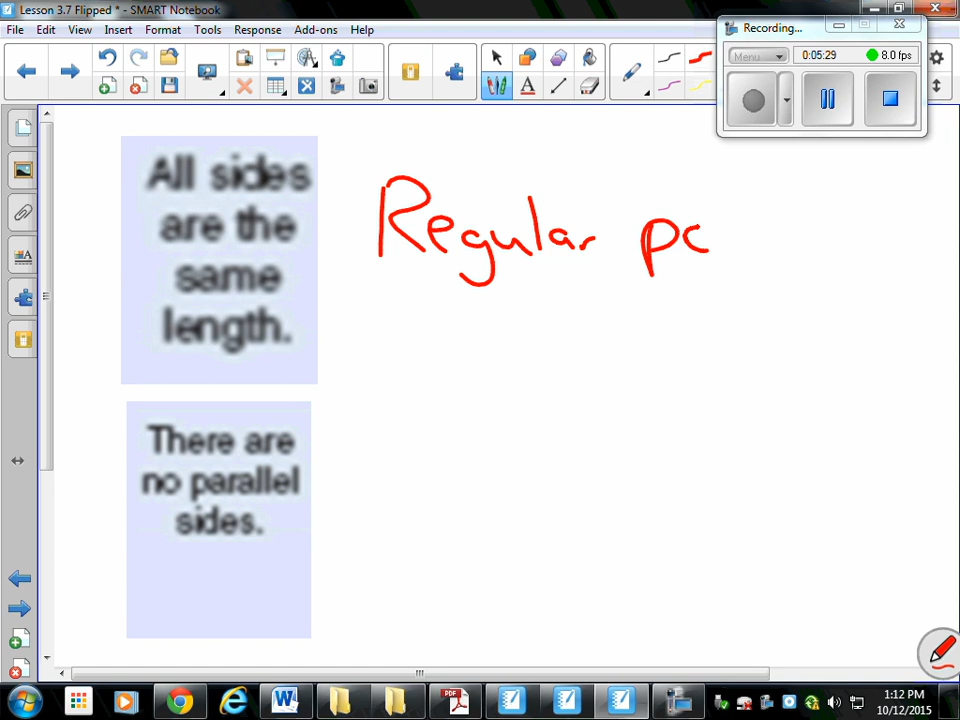 Lesson 3.7 Flipped * - SMART Notebook
File Edit View Insert Format Tools Response Add-ons Help
Recording...
Menu 0:05:29 8.0 fps
All sides
are the
same
length.
Regular po
There are
no parallel
sides.
1:12 PM
10/12/2015